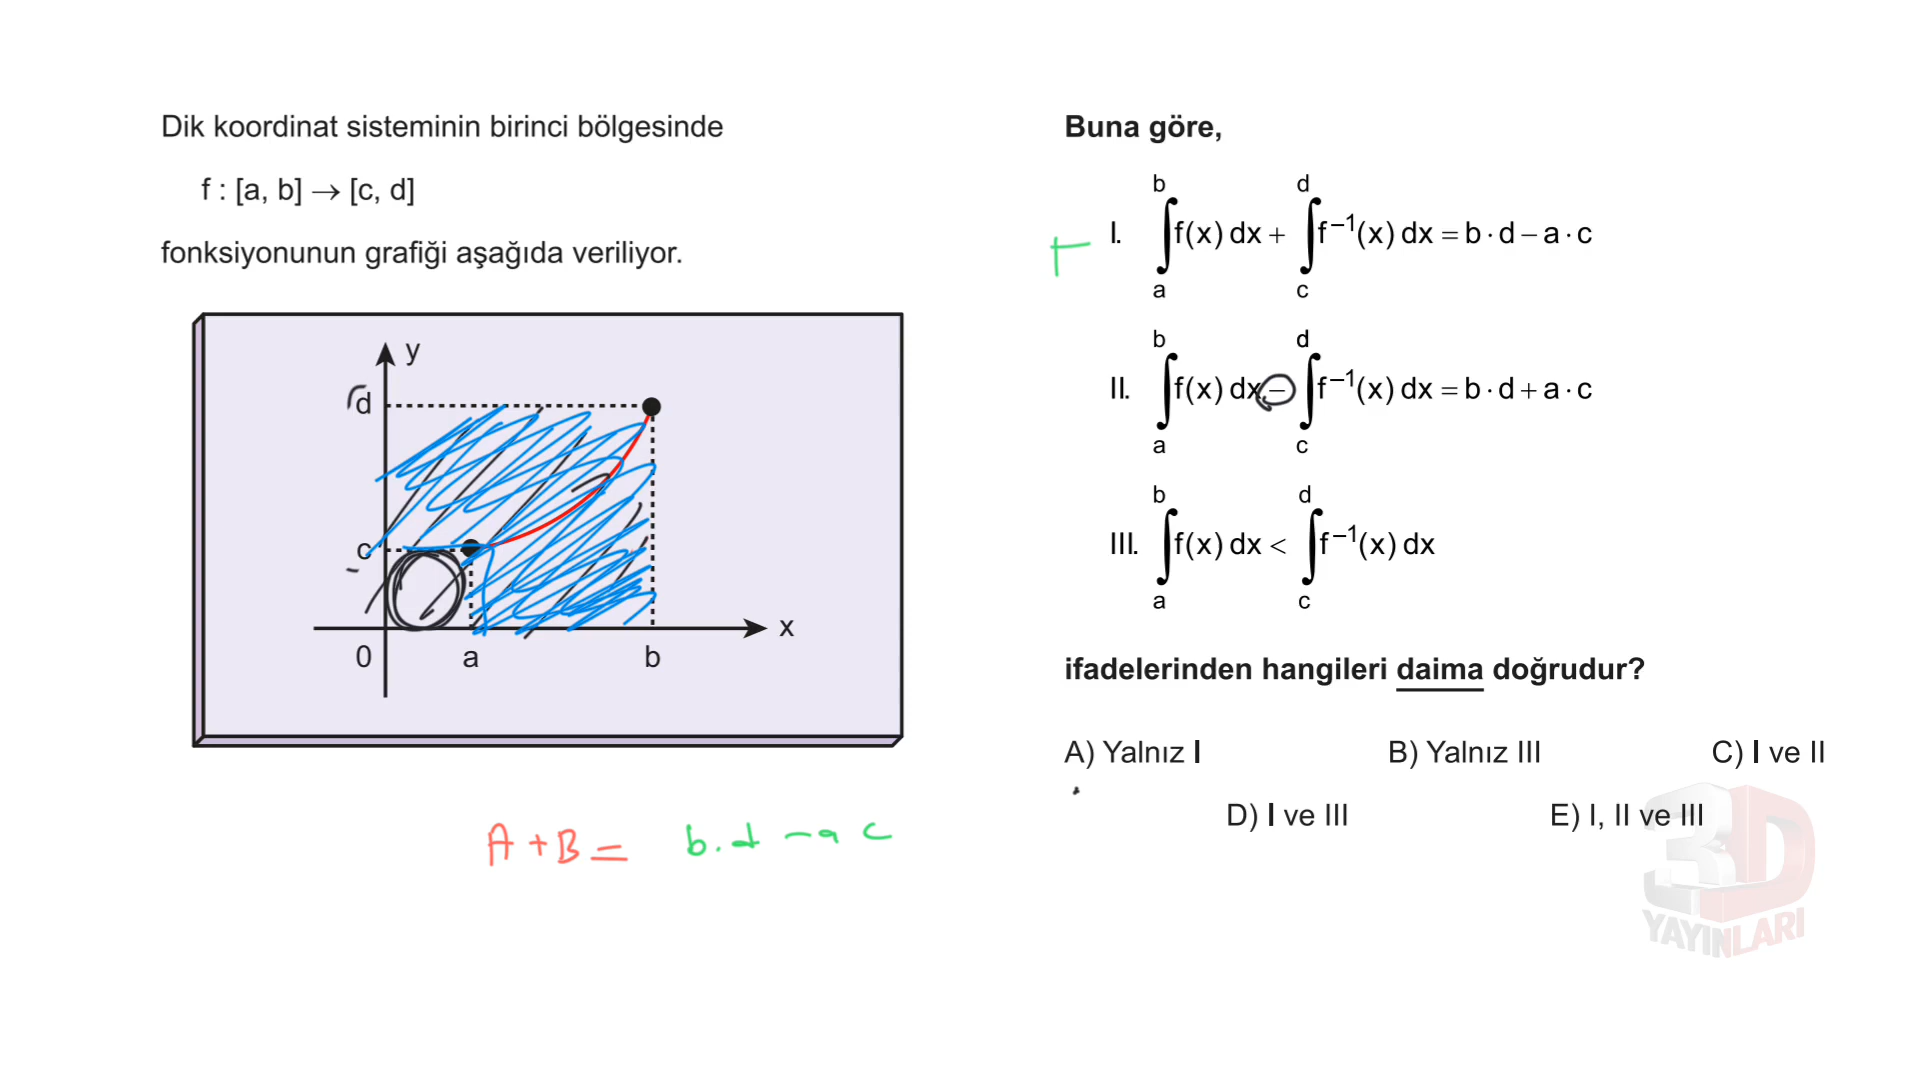 Dik koordinat sisteminin birinci bölgesinde
f : [a, b] → [c, d]
fonksiyonunun grafiği aşağıda veriliyor.
y
d
c
0
a
b
x
A + B = b . d - a c
Buna göre,
I. ∫_a^b f(x) dx + ∫_c^d f⁻¹(x) dx = b · d − a · c
II. ∫_a^b f(x) dx − ∫_c^d f⁻¹(x) dx = b · d + a · c
III. ∫_a^b f(x) dx < ∫_c^d f⁻¹(x) dx
ifadelerinden hangileri daima doğrudur?
A) Yalnız I B) Yalnız III C) I ve II
D) I ve III E) I, II ve III
3D
YAYINLARI